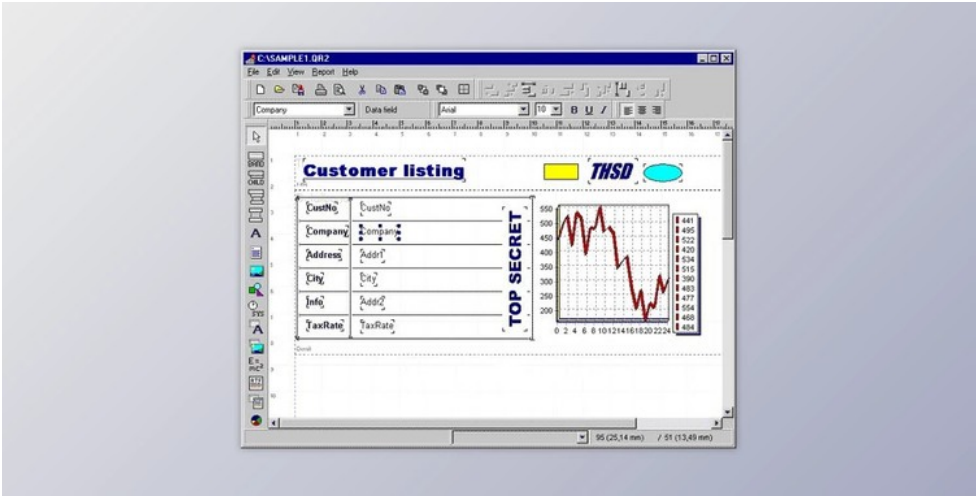 C:\SAMPLE1.QR2
File Edit View Report Help
Company Data field Arial 10 B U I
Customer listing THSD
CustNo CustNo
Company Company
Address Addr1
City City
Info Addr2
TaxRate TaxRate
TOP SECRET
550
500
450
400
350
300
250
200
0 2 4 6 8 10 12 14 16 18 20 22 24
441
495
522
420
534
515
390
483
477
554
468
484
BAND
CHILD
A
SYS
A
95 (25,14 mm) / 51 (13,49 mm)